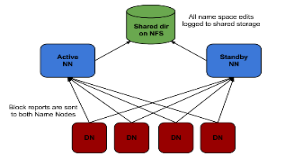 Shared dir
on NFS
All name space edits
logged to shared storage
Active
NN
Standby
NN
Block reports are sent
to both Name Nodes
DN
DN
DN
DN